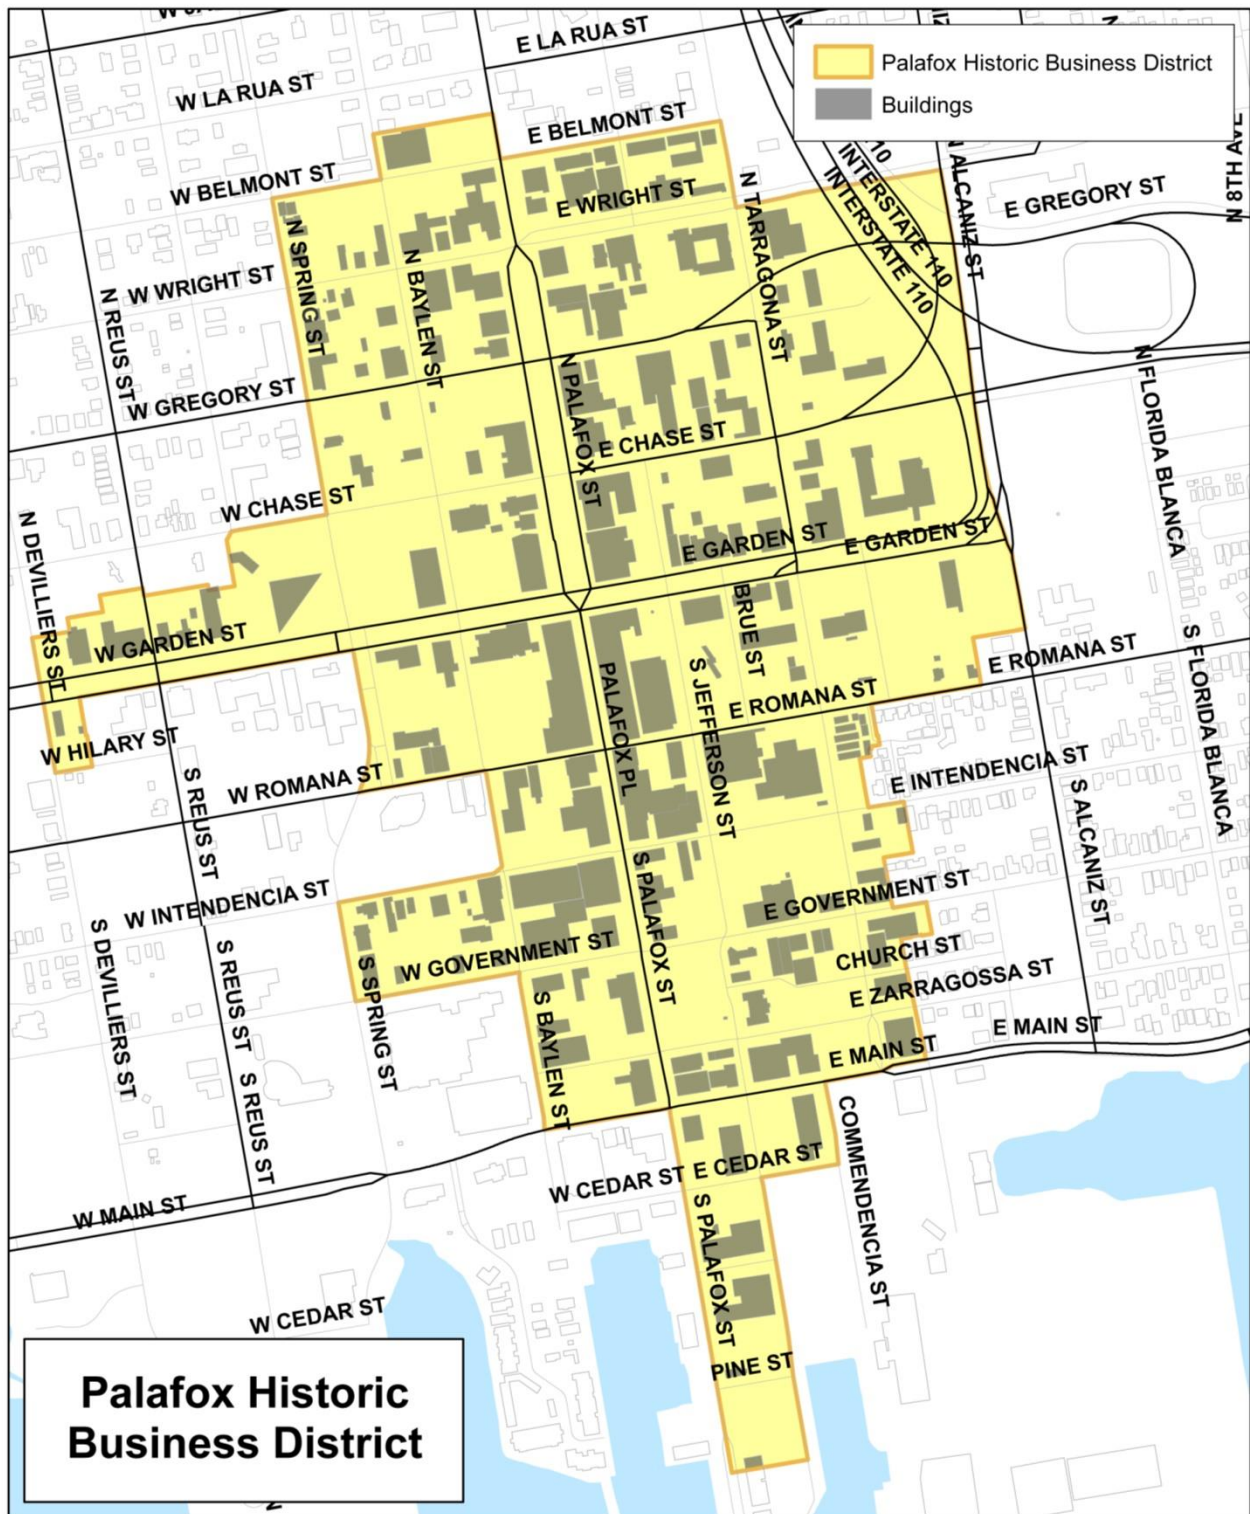 E LA RUA ST
W LA RUA ST
Palafox Historic Business District
Buildings
E BELMONT ST
W BELMONT ST
E WRIGHT ST
W WRIGHT ST
N SPRING ST
N BAYLEN ST
N REUS ST
N TARRAGONA ST
INTERSTATE 110
INTERSTATE 110
N ALCANIZ ST
E GREGORY ST
N 8TH AVE
W GREGORY ST
N PALAFOX ST
E CHASE ST
W CHASE ST
N FLORIDA BLANCA
N DEVILLIERS ST
E GARDEN ST
E GARDEN ST
W GARDEN ST
BRUE ST
PALAFOX PL
S JEFFERSON ST
E ROMANA ST
E ROMANA ST
S FLORIDA BLANCA
W HILARY ST
W ROMANA ST
S REUS ST
E INTENDENCIA ST
S ALCANIZ ST
W INTENDENCIA ST
S PALAFOX ST
E GOVERNMENT ST
W GOVERNMENT ST
CHURCH ST
E ZARRAGOSSA ST
S DEVILLIERS ST
S REUS ST
S SPRING ST
S BAYLEN ST
E MAIN ST
E MAIN ST
S REUS ST
COMMENDENCIA ST
W CEDAR ST
E CEDAR ST
W MAIN ST
S PALAFOX ST
W CEDAR ST
PINE ST
Palafox Historic
Business District